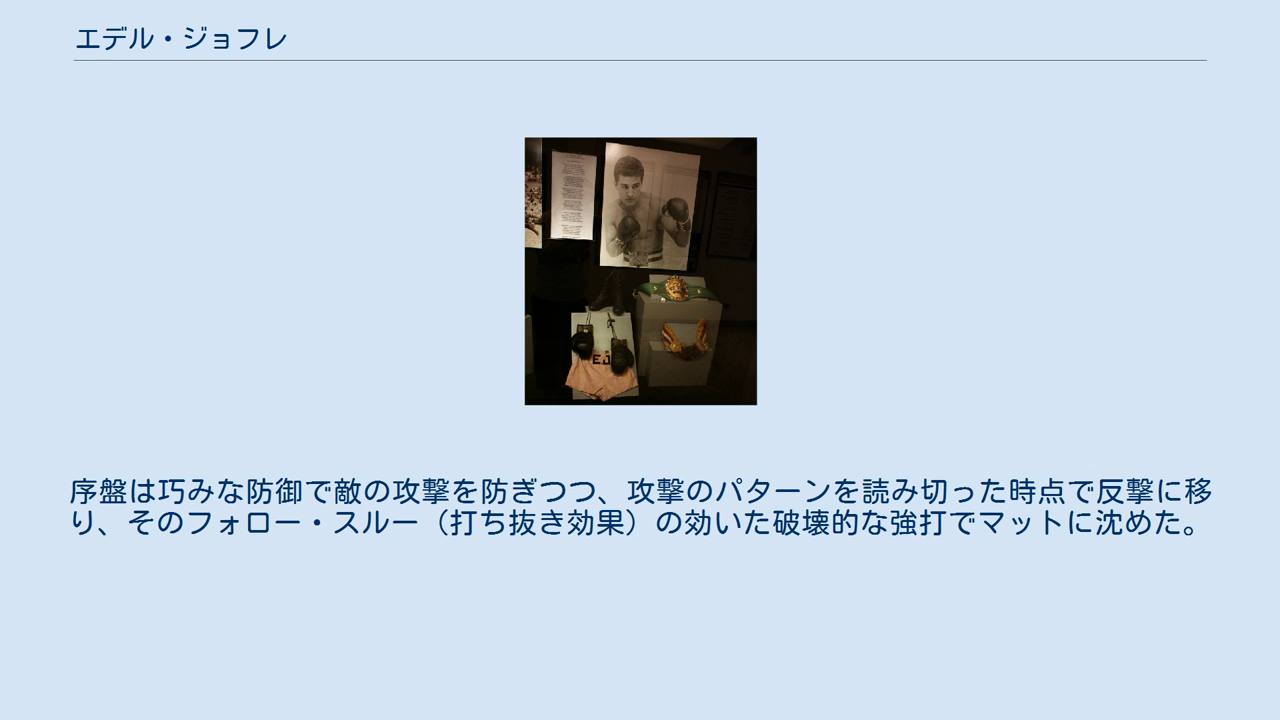 エデル・ジョフレ
EJ
序盤は巧みな防御で敵の攻撃を防ぎつつ、攻撃のパターンを読み切った時点で反撃に移
り、そのフォロー・スルー（打ち抜き効果）の効いた破壊的な強打でマットに沈めた。